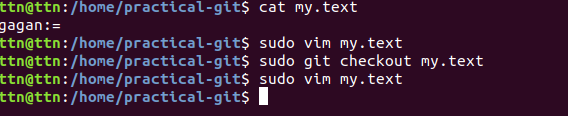 ttn@ttn:/home/practical-git$ cat my.text
gagan:=
ttn@ttn:/home/practical-git$ sudo vim my.text
ttn@ttn:/home/practical-git$ sudo git checkout my.text
ttn@ttn:/home/practical-git$ sudo vim my.text
ttn@ttn:/home/practical-git$